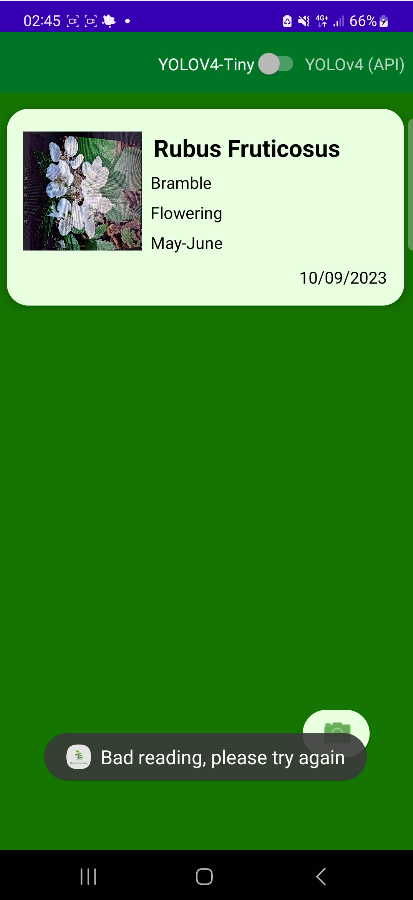 02:45 4G+ 66%
YOLOV4-Tiny YOLOv4 (API)
Rubus Fruticosus
Bramble
Flowering
May-June
10/09/2023
Bad reading, please try again